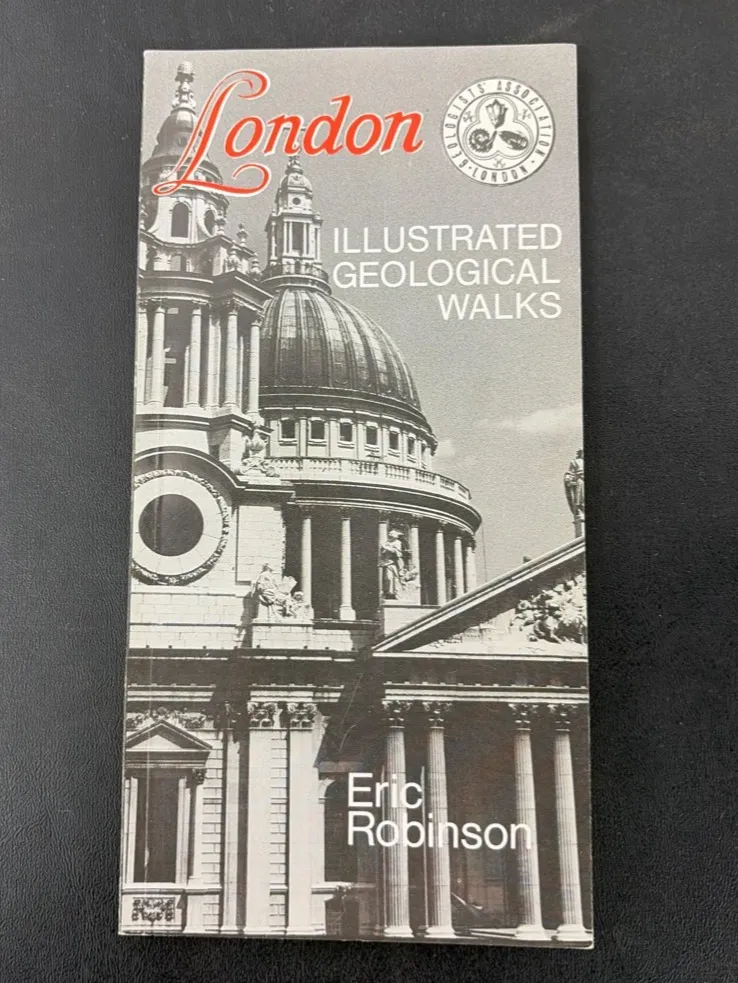 London
GEOLOGISTS' ASSOCIATION
• LONDON •
ILLUSTRATED
GEOLOGICAL
WALKS
Eric
Robinson